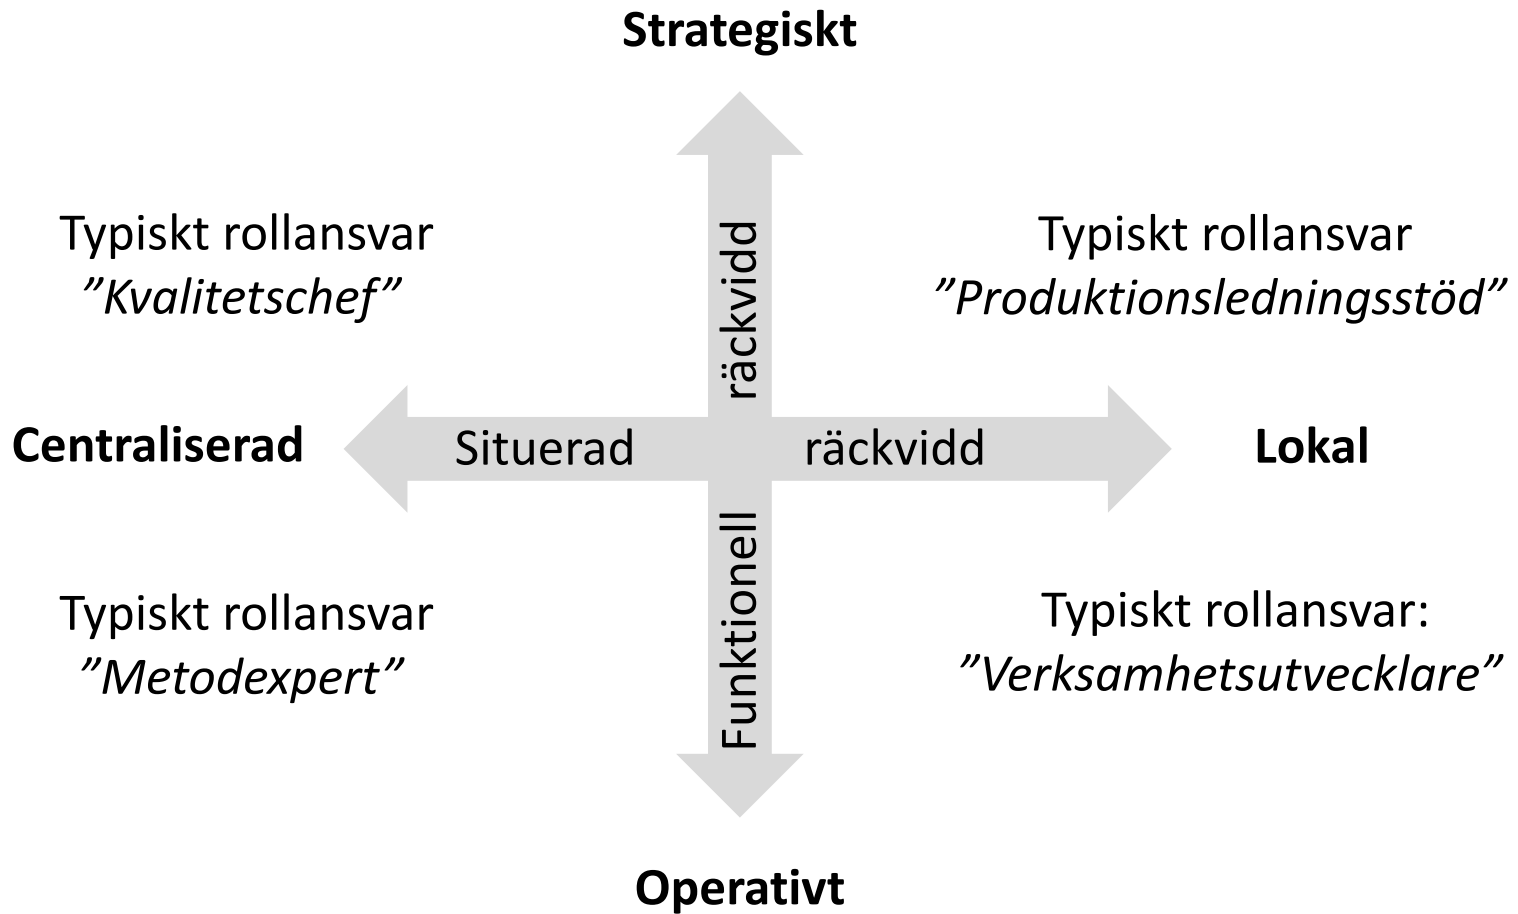 Strategiskt
Typiskt rollansvar
”Kvalitetschef”
Typiskt rollansvar
”Produktionsledningsstöd”
Centraliserad
Situerad räckvidd
Lokal
Funktionell räckvidd
Typiskt rollansvar
”Metodexpert”
Typiskt rollansvar:
”Verksamhetsutvecklare”
Operativt